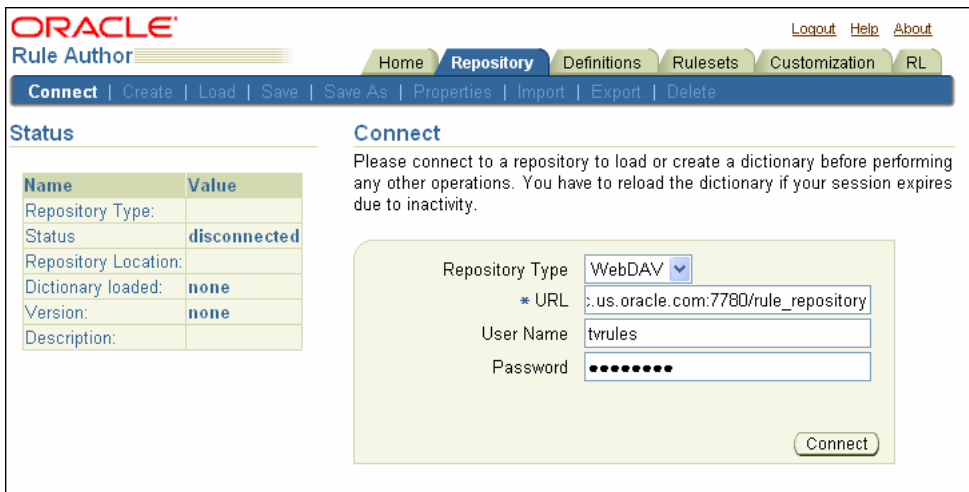 ORACLE
Logout Help About
Rule Author
Home Repository Definitions Rulesets Customization RL
Connect | Create | Load | Save | Save As | Properties | Import | Export | Delete
Status
Name Value
Repository Type:
Status disconnected
Repository Location:
Dictionary loaded: none
Version: none
Description:
Connect
Please connect to a repository to load or create a dictionary before performing
any other operations. You have to reload the dictionary if your session expires
due to inactivity.
Repository Type WebDAV
* URL :.us.oracle.com:7780/rule_repository
User Name tvrules
Password ●●●●●●●●
Connect